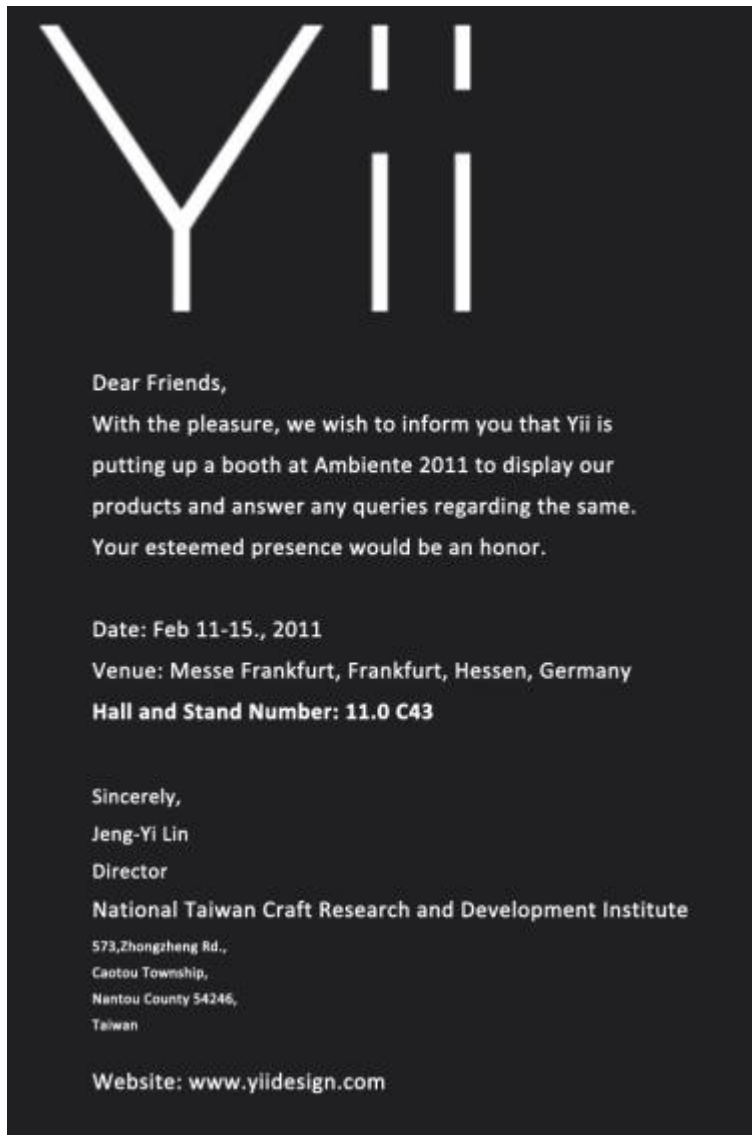 Yii
Dear Friends,
With the pleasure, we wish to inform you that Yii is
putting up a booth at Ambiente 2011 to display our
products and answer any queries regarding the same.
Your esteemed presence would be an honor.
Date: Feb 11-15., 2011
Venue: Messe Frankfurt, Frankfurt, Hessen, Germany
Hall and Stand Number: 11.0 C43
Sincerely,
Jeng-Yi Lin
Director
National Taiwan Craft Research and Development Institute
573,Zhongzheng Rd.,
Caotou Township,
Nantou County 54246,
Taiwan
Website: www.yiidesign.com